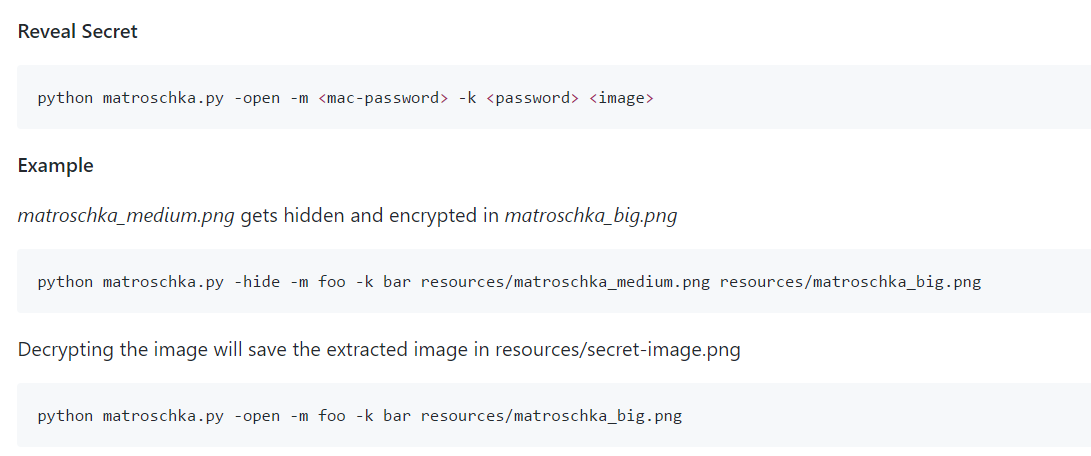 Reveal Secret
python matroschka.py -open -m <mac-password> -k <password> <image>
Example
matroschka_medium.png gets hidden and encrypted in matroschka_big.png
python matroschka.py -hide -m foo -k bar resources/matroschka_medium.png resources/matroschka_big.png
Decrypting the image will save the extracted image in resources/secret-image.png
python matroschka.py -open -m foo -k bar resources/matroschka_big.png